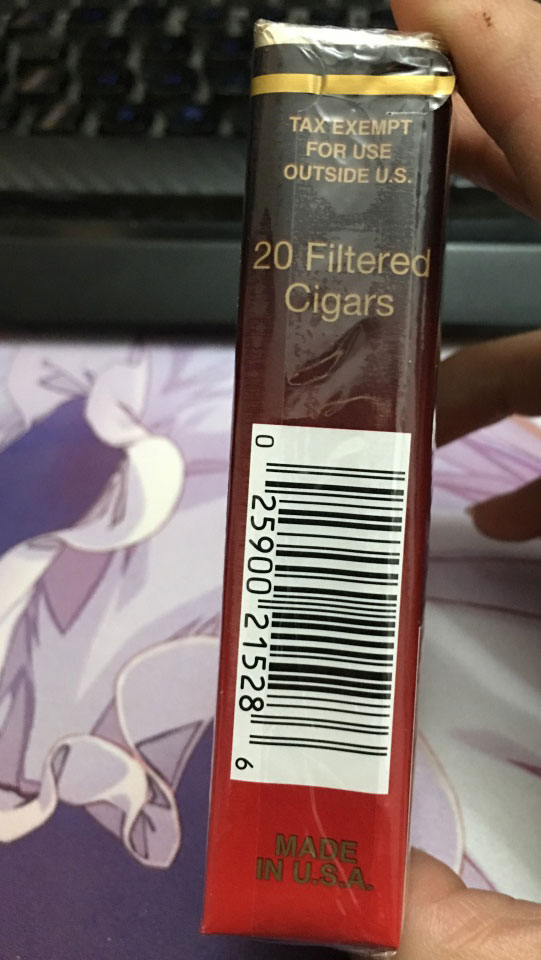 TAX EXEMPT
FOR USE
OUTSIDE U.S.
20 Filtered
Cigars
0 25900 21528 6
MADE
IN U.S.A.